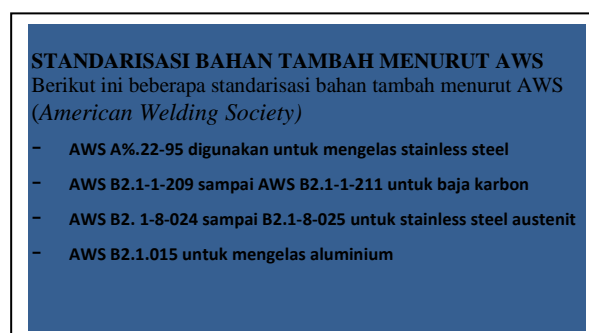 STANDARISASI BAHAN TAMBAH MENURUT AWS
Berikut ini beberapa standarisasi bahan tambah menurut AWS
(American Welding Society)
- AWS A%.22-95 digunakan untuk mengelas stainless steel
- AWS B2.1-1-209 sampai AWS B2.1-1-211 untuk baja karbon
- AWS B2. 1-8-024 sampai B2.1-8-025 untuk stainless steel austenit
- AWS B2.1.015 untuk mengelas aluminium